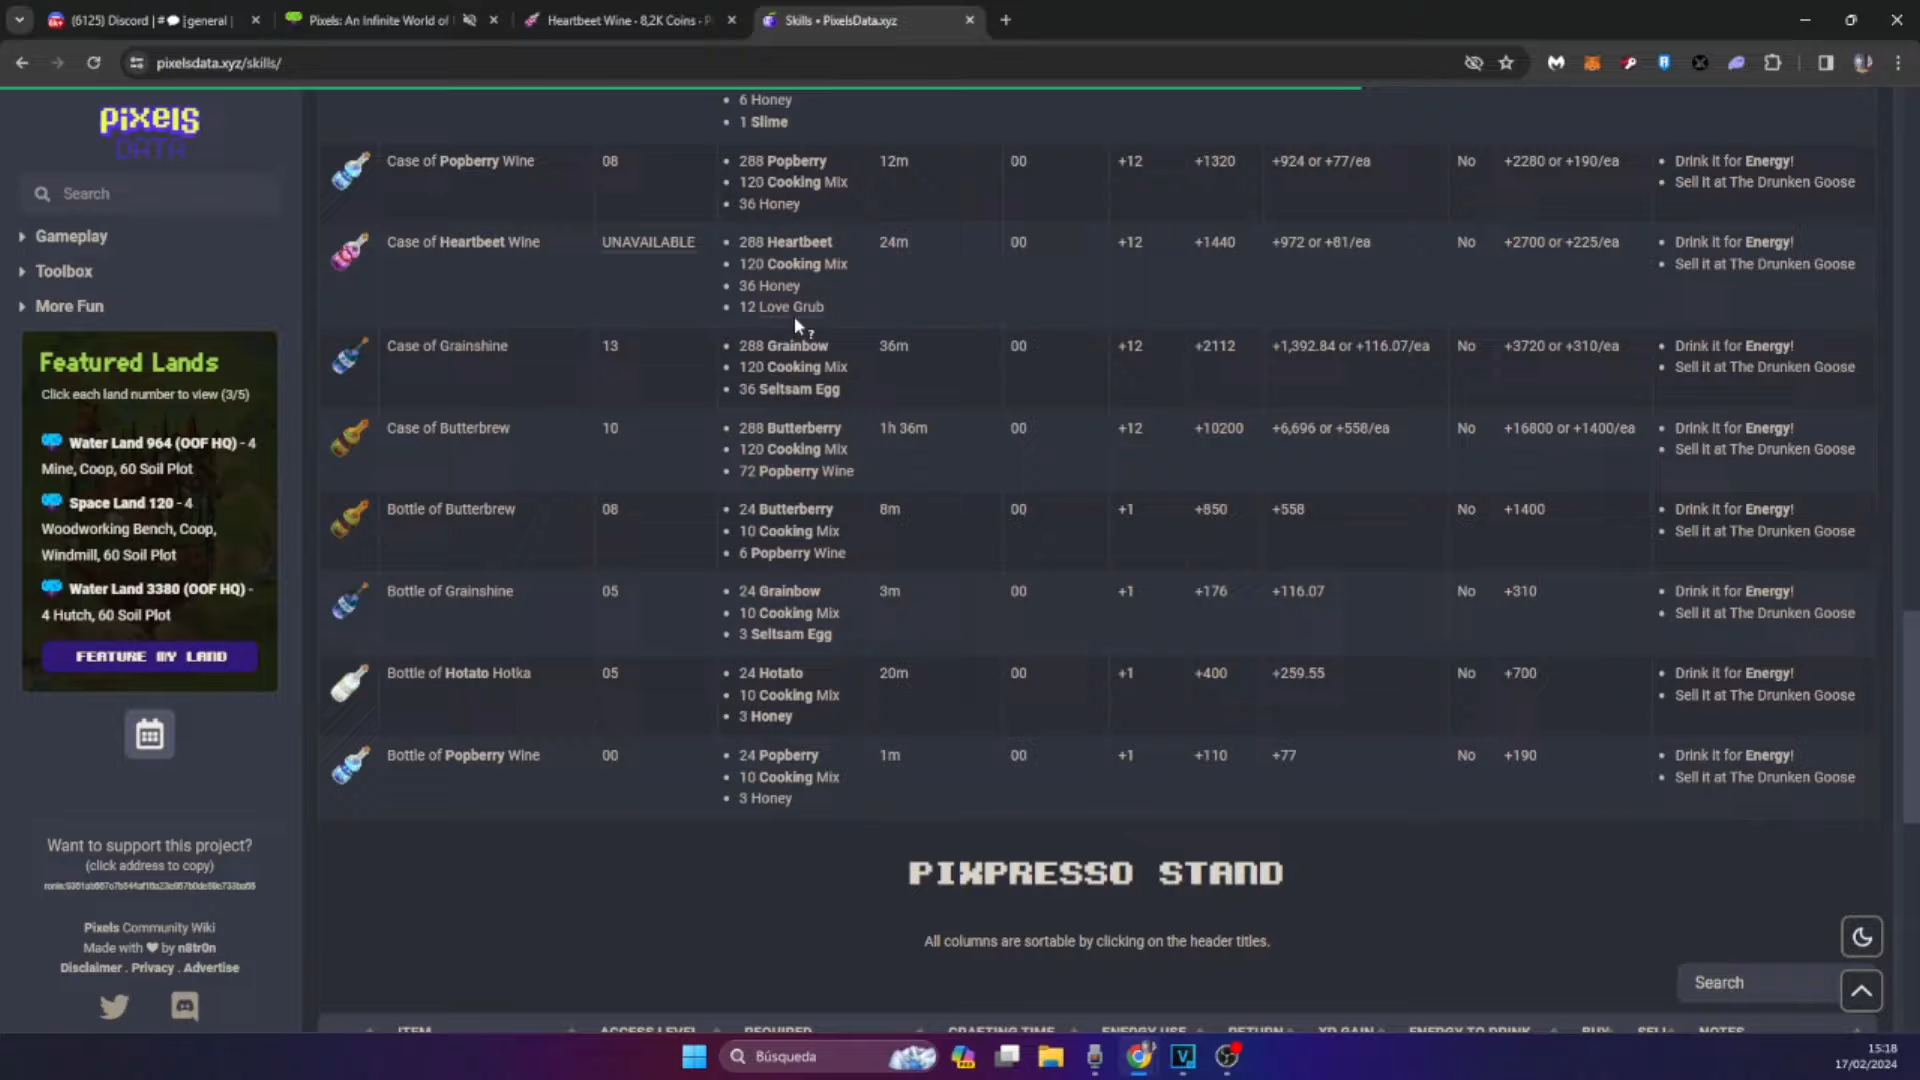 (6125) Discord | # | general |
Pixels: An Infinite World of
Heartbeet Wine - 8,2K Coins - P
Skills • PixelsData.xyz
pixelsdata.xyz/skills/
PIXELS
DATA
Search
Gameplay
Toolbox
More Fun
Featured Lands
Click each land number to view (3/5)
Water Land 964 (OOF HQ) - 4
Mine, Coop, 60 Soil Plot
Space Land 120 - 4
Woodworking Bench, Coop,
Windmill, 60 Soil Plot
Water Land 3380 (OOF HQ) -
4 Hutch, 60 Soil Plot
FEATURE MY LAND
Want to support this project?
(click address to copy)
Pixels Community Wiki
Made with ❤ by n8tr0n
Disclaimer . Privacy . Advertise
• 6 Honey
• 1 Slime
Case of Popberry Wine 08 • 288 Popberry 12m 00 +12 +1320 +924 or +77/ea No +2280 or +190/ea • Drink it for Energy!
• 120 Cooking Mix • Sell it at The Drunken Goose
• 36 Honey
Case of Heartbeet Wine UNAVAILABLE • 288 Heartbeet 24m 00 +12 +1440 +972 or +81/ea No +2700 or +225/ea • Drink it for Energy!
• 120 Cooking Mix • Sell it at The Drunken Goose
• 36 Honey
• 12 Love Grub
Case of Grainshine 13 • 288 Grainbow 36m 00 +12 +2112 +1,392.84 or +116.07/ea No +3720 or +310/ea • Drink it for Energy!
• 120 Cooking Mix • Sell it at The Drunken Goose
• 36 Seltsam Egg
Case of Butterbrew 10 • 288 Butterberry 1h 36m 00 +12 +10200 +6,696 or +558/ea No +16800 or +1400/ea • Drink it for Energy!
• 120 Cooking Mix • Sell it at The Drunken Goose
• 72 Popberry Wine
Bottle of Butterbrew 08 • 24 Butterberry 8m 00 +1 +850 +558 No +1400 • Drink it for Energy!
• 10 Cooking Mix • Sell it at The Drunken Goose
• 6 Popberry Wine
Bottle of Grainshine 05 • 24 Grainbow 3m 00 +1 +176 +116.07 No +310 • Drink it for Energy!
• 10 Cooking Mix • Sell it at The Drunken Goose
• 3 Seltsam Egg
Bottle of Hotato Hotka 05 • 24 Hotato 20m 00 +1 +400 +259.55 No +700 • Drink it for Energy!
• 10 Cooking Mix • Sell it at The Drunken Goose
• 3 Honey
Bottle of Popberry Wine 00 • 24 Popberry 1m 00 +1 +110 +77 No +190 • Drink it for Energy!
• 10 Cooking Mix • Sell it at The Drunken Goose
• 3 Honey
PIXPRESSO STAND
All columns are sortable by clicking on the header titles.
Search
ITEM ACCESS LEVEL REQUIRED CRAFTING TIME ENERGY USE RETURN XP GAIN ENERGY TO DRINK BUY SELL NOTES
Búsqueda
15:18
17/02/2024